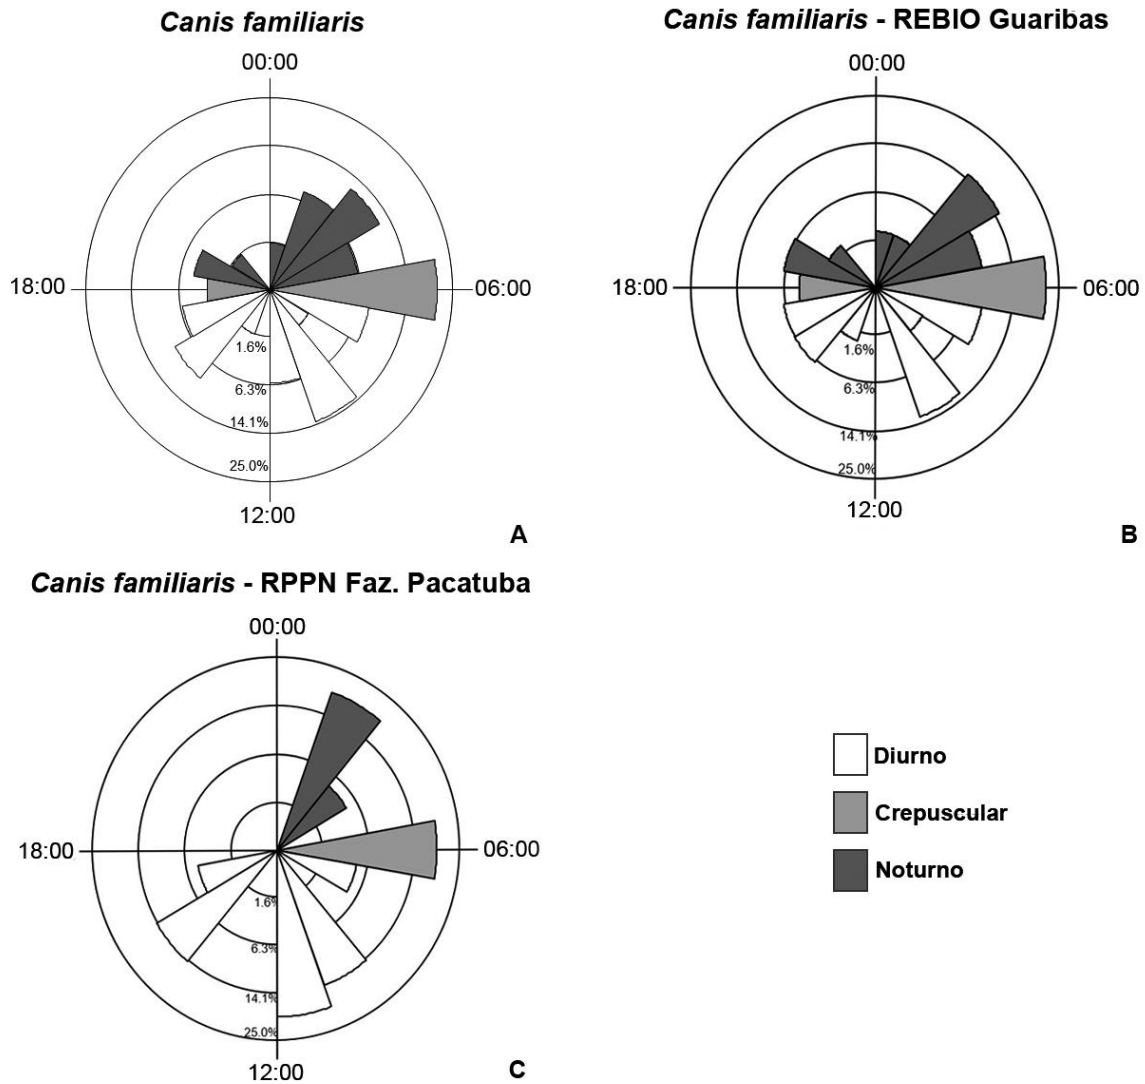 Canis familiaris
00:00
18:00
06:00
1.6%
6.3%
14.1%
25.0%
12:00
A
Canis familiaris - REBIO Guaribas
00:00
18:00
06:00
1.6%
6.3%
14.1%
25.0%
12:00
B
Canis familiaris - RPPN Faz. Pacatuba
00:00
18:00
06:00
1.6%
6.3%
14.1%
25.0%
12:00
C
Diurno
Crepuscular
Noturno